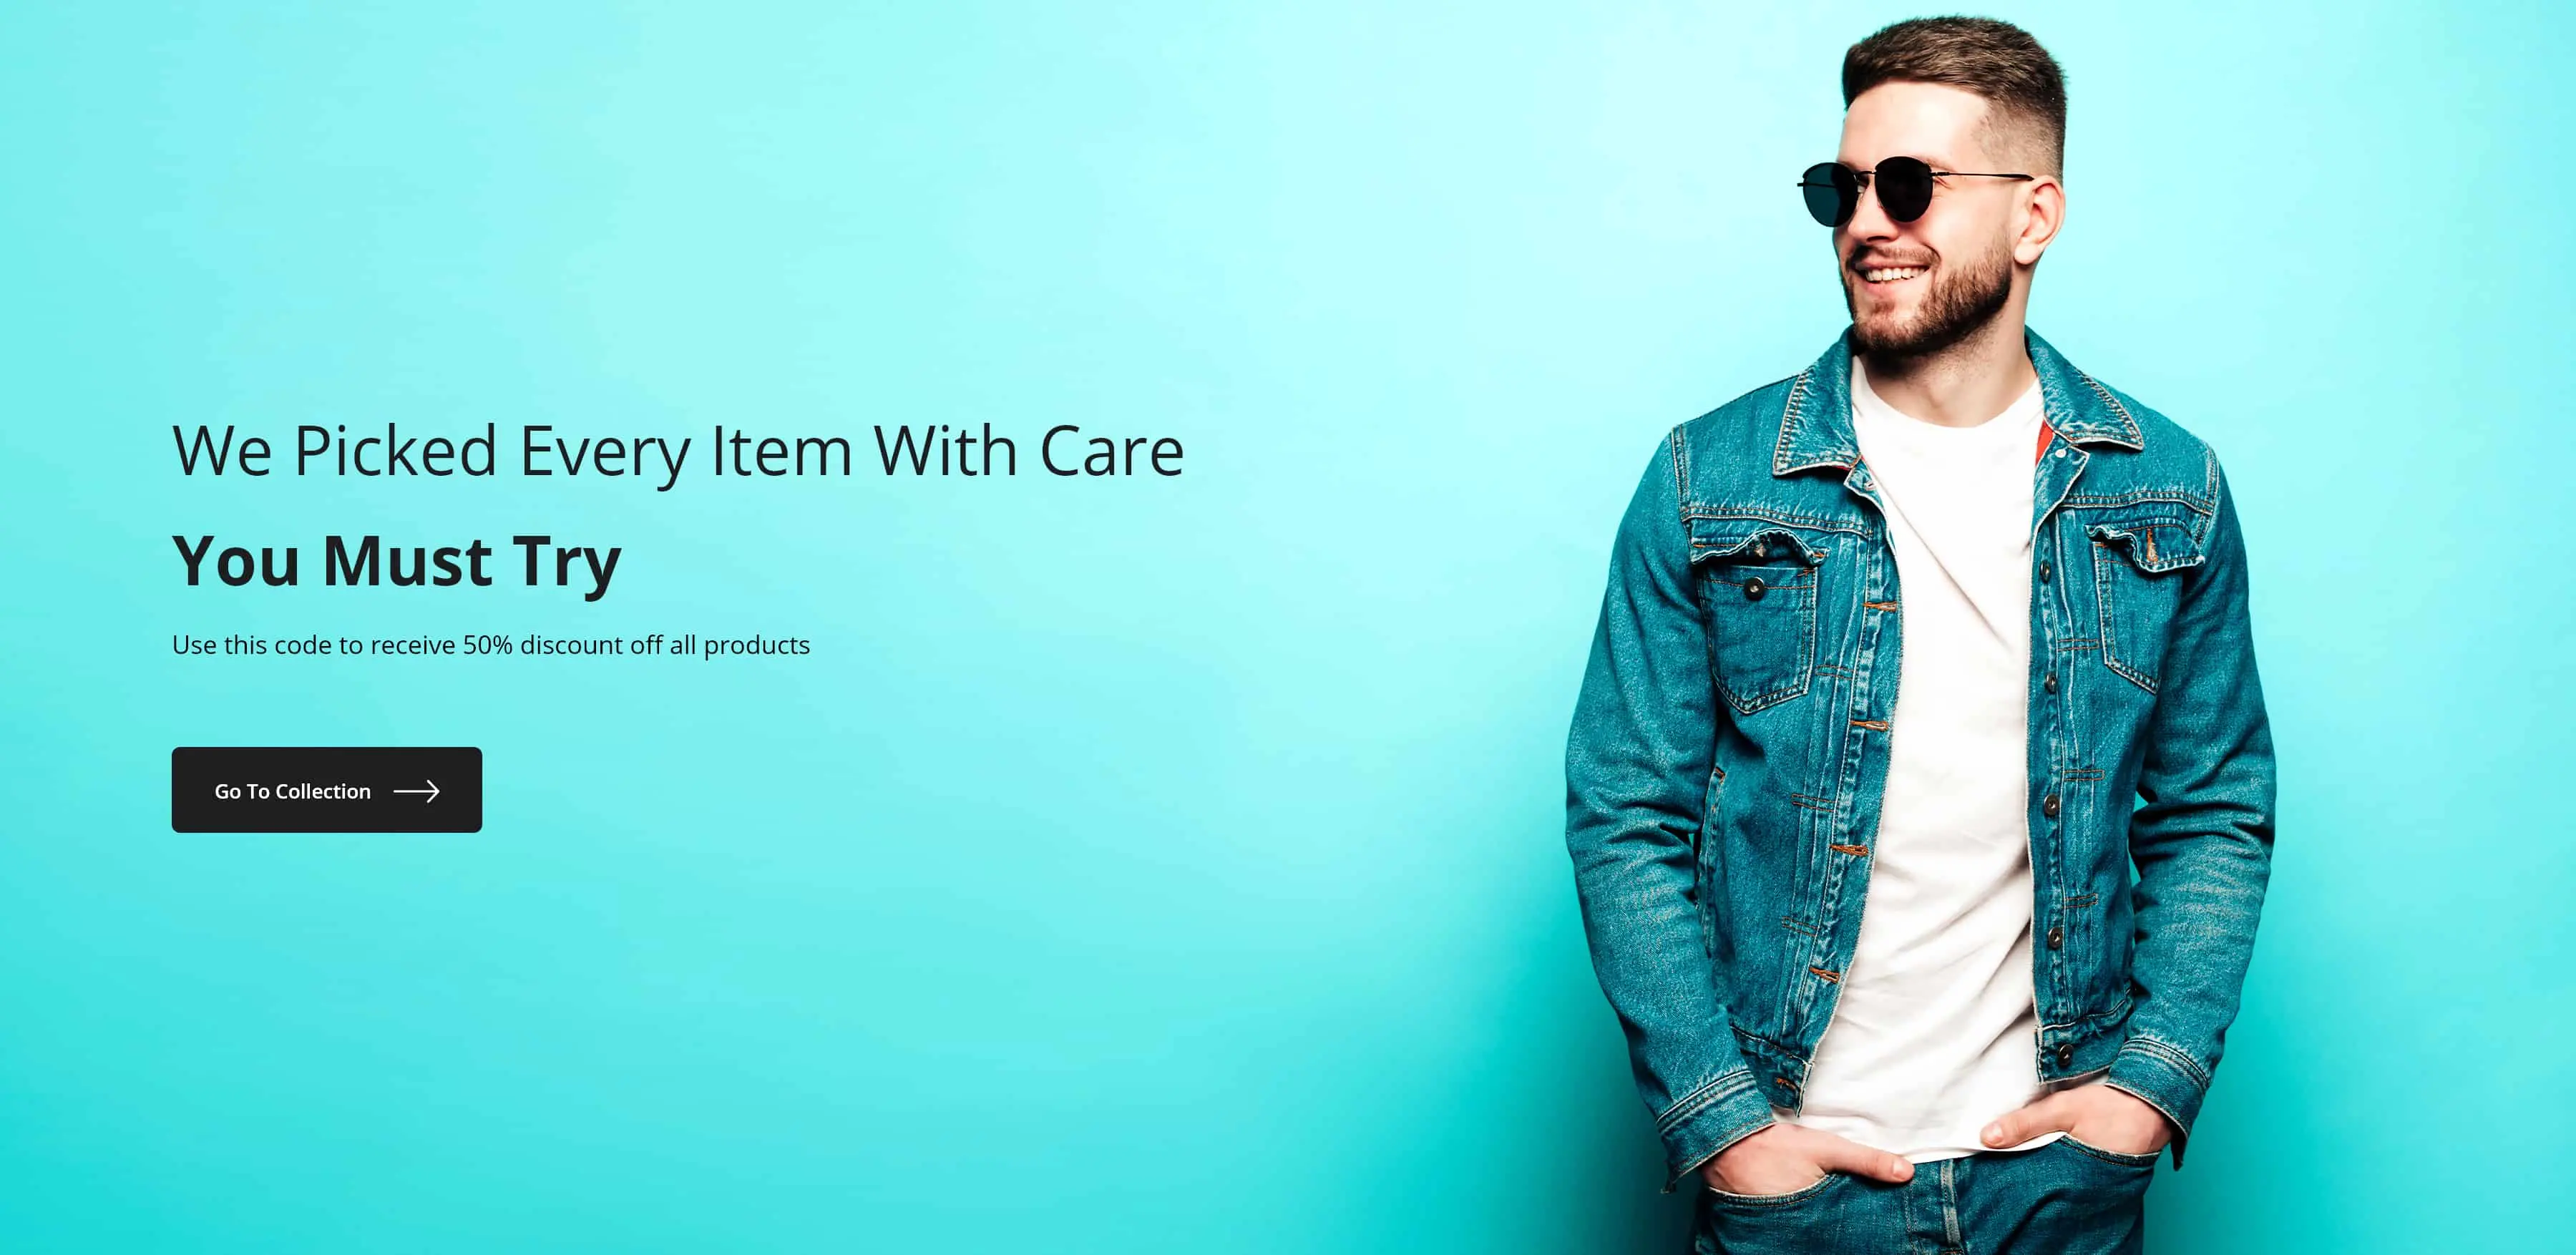 We Picked Every Item With Care
You Must Try
Use this code to receive 50% discount off all products
Go To Collection